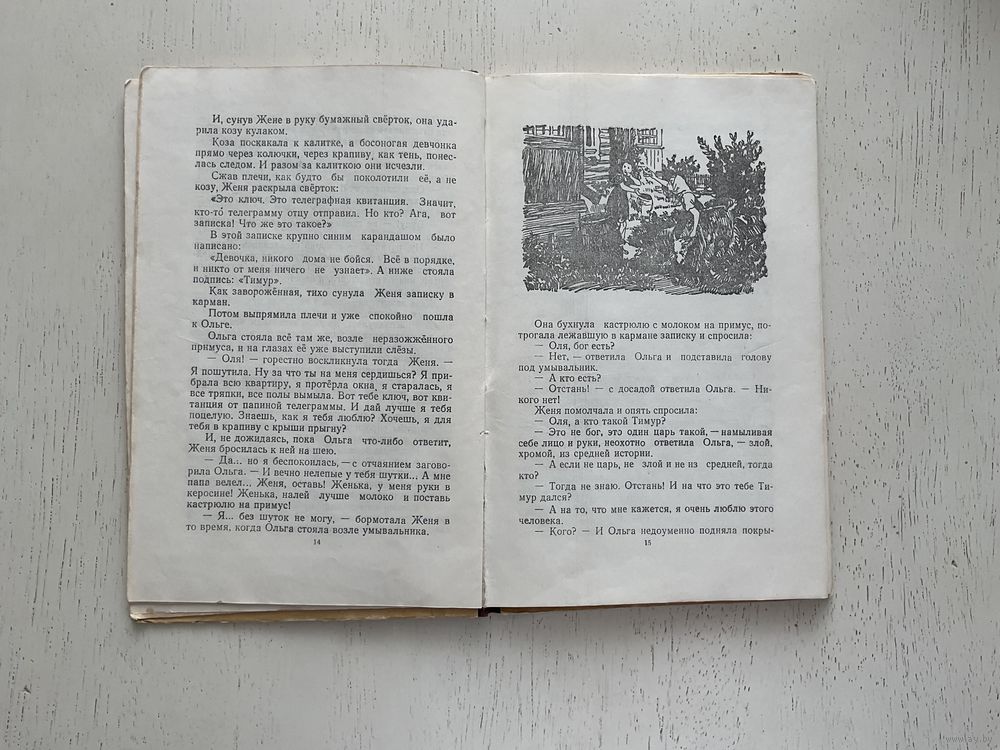 И, сунув Жене в руку бумажный свёрток, она уда-
рила козу кулаком.
Коза поскакала к калитке, а босоногая девчонка
прямо через колючки, через крапиву, как тень, понес-
лась следом. И разом за калиткою они исчезли.
Сжав плечи, как будто бы поколотили её, а не
козу, Женя раскрыла свёрток:
«Это ключ. Это телеграфная квитанция. Значит,
кто-то телеграмму отцу отправил. Но кто? Ага, вот
записка! Что же это такое?»
В этой записке крупно синим карандашом было
написано:
«Девочка, никого дома не бойся. Всё в порядке,
и никто от меня ничего не узнает». А ниже стояла
подпись: «Тимур».
Как заворожённая, тихо сунула Женя записку в
карман.
Потом выпрямила плечи и уже спокойно пошла
к Ольге.
Ольга стояла всё там же, возле неразожжённого
примуса, и на глазах её уже выступили слёзы.
— Оля! — горестно воскликнула тогда Женя. —
Я пошутила. Ну за что ты на меня сердишься? Я при-
брала всю квартиру, я протёрла окна, я старалась, я
все тряпки, все полы вымыла. Вот тебе ключ, вот кви-
танция от папиной телеграммы. И дай лучше я тебя
поцелую. Знаешь, как я тебя люблю? Хочешь, я для
тебя в крапиву с крыши прыгну?
И, не дожидаясь, пока Ольга что-либо ответит,
Женя бросилась к ней на шею.
— Да... но я беспокоилась, — с отчаянием загово-
рила Ольга. — И вечно нелепые у тебя шутки... А мне
папа велел... Женя, оставь! Женька, у меня руки в
керосине! Женька, налей лучше молоко и поставь
кастрюлю на примус!
— Я... без шуток не могу, — бормотала Женя в
то время, когда Ольга стояла возле умывальника.
14
Она бухнула кастрюлю с молоком на примус, по-
трогала лежавшую в кармане записку и спросила:
— Оля, бог есть?
— Нет, — ответила Ольга и подставила голову
под умывальник.
— А кто есть?
— Отстань! — с досадой ответила Ольга. — Ни-
кого нет!
Женя помолчала и опять спросила:
— Оля, а кто такой Тимур?
— Это не бог, это один царь такой, — намыливая
себе лицо и руки, неохотно ответила Ольга, — злой,
хромой, из средней истории.
— А если не царь, не злой и не из средней, тогда
кто?
— Тогда не знаю. Отстань! И на что это тебе Ти-
мур дался?
— А на то, что мне кажется, я очень люблю этого
человека.
— Кого? — И Ольга недоуменно подняла покры-
15
www.ay.by